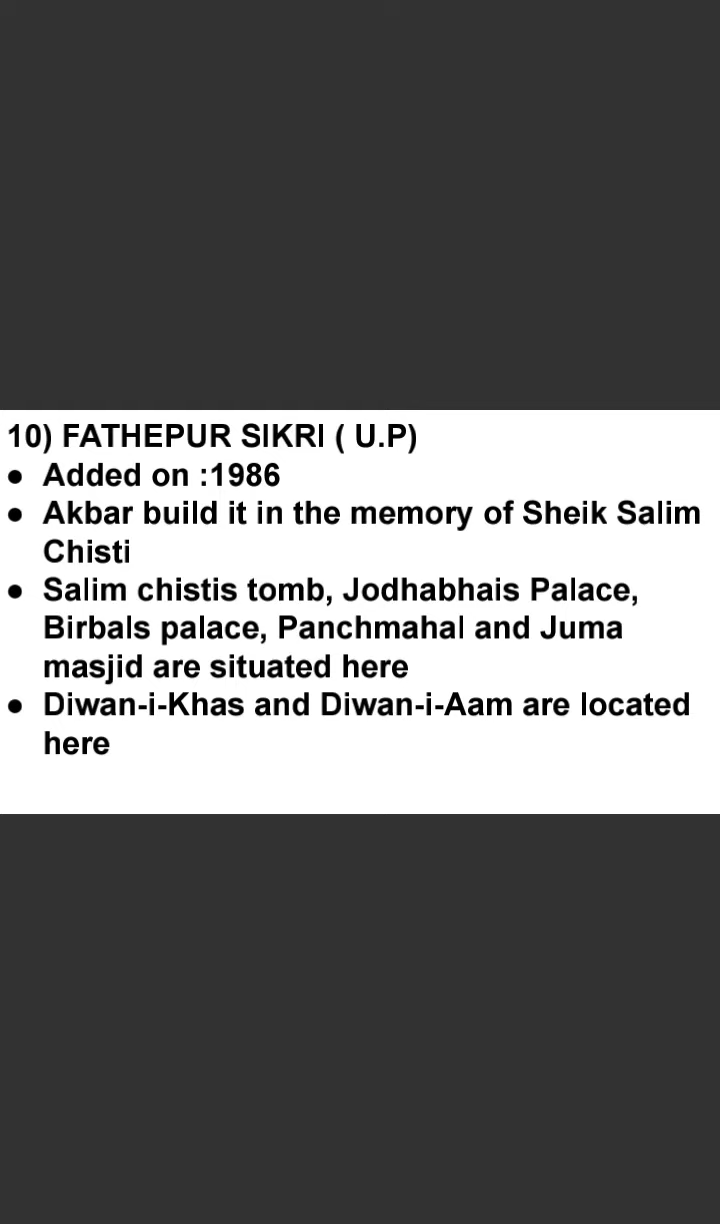 10) FATHEPUR SIKRI ( U.P)
● Added on :1986
● Akbar build it in the memory of Sheik Salim
Chisti
● Salim chistis tomb, Jodhabhais Palace,
Birbals palace, Panchmahal and Juma
masjid are situated here
● Diwan-i-Khas and Diwan-i-Aam are located
here